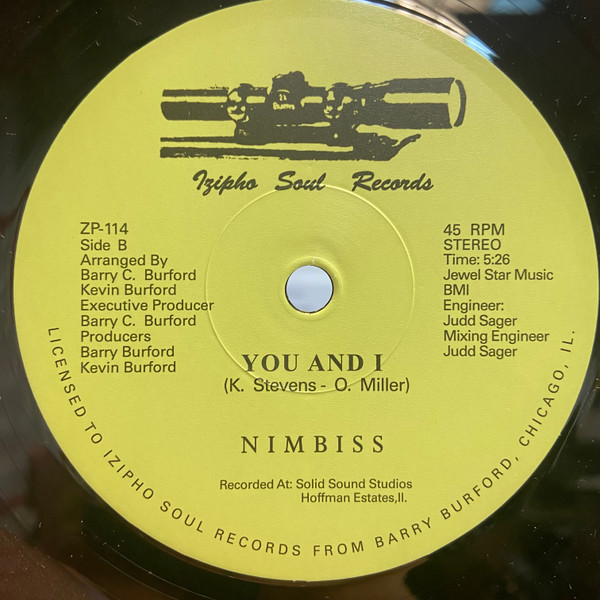 Izipho Soul Records
ZP-114
Side B
Arranged By
Barry C. Burford
Kevin Burford
Executive Producer
Barry C. Burford
Producers
Barry Burford
Kevin Burford
45 RPM
STEREO
Time: 5:26
Jewel Star Music
BMI
Engineer:
Judd Sager
Mixing Engineer
Judd Sager
YOU AND I
(K. Stevens - O. Miller)
NIMBISS
Recorded At: Solid Sound Studios
Hoffman Estates,Il.
LICENSED TO IZIPHO SOUL RECORDS FROM BARRY BURFORD, CHICAGO, IL.